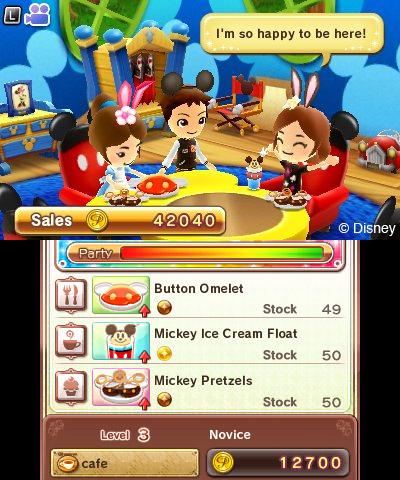 L
I'm so happy to be here!
Sales 42040
© Disney
Party
Button Omelet
Stock 49
Mickey Ice Cream Float
Stock 50
Mickey Pretzels
Stock 50
Level 3 Novice
cafe 12700